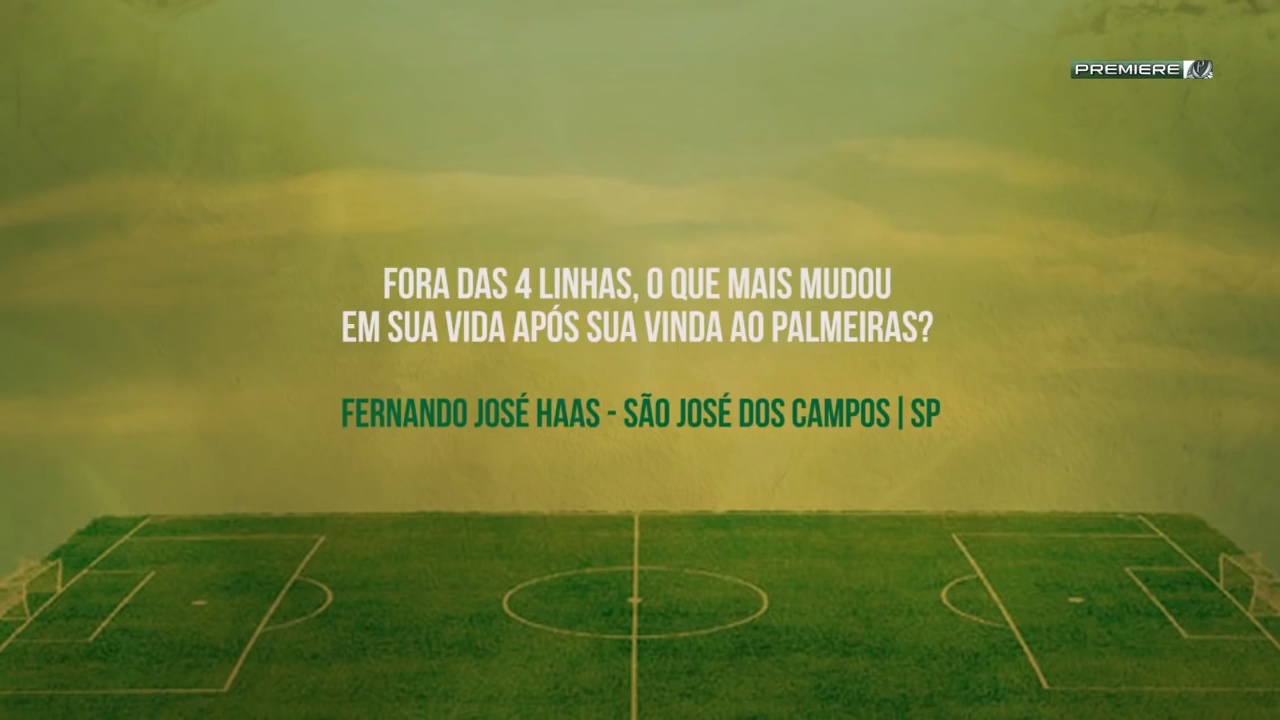 PREMIERE
FORA DAS 4 LINHAS, O QUE MAIS MUDOU
EM SUA VIDA APÓS SUA VINDA AO PALMEIRAS?
FERNANDO JOSÉ HAAS - SÃO JOSÉ DOS CAMPOS | SP